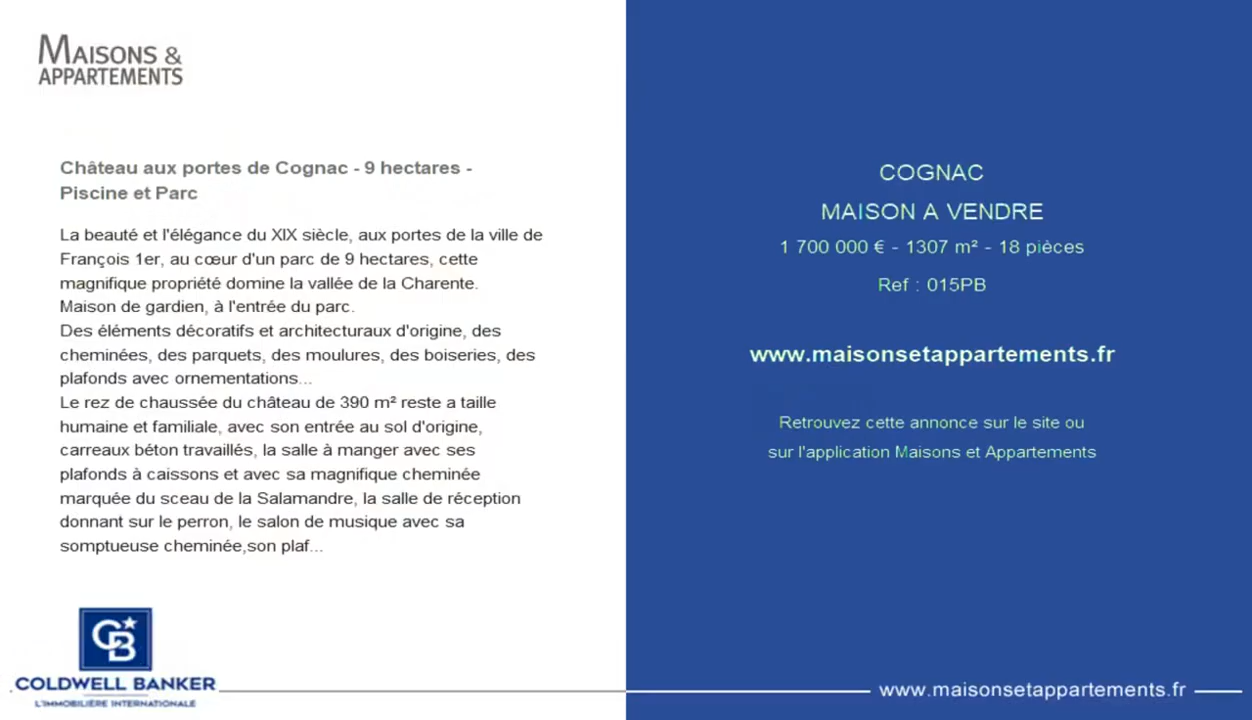 MAISONS &
APPARTEMENTS
Château aux portes de Cognac - 9 hectares -
Piscine et Parc
La beauté et l'élégance du XIX siècle, aux portes de la ville de
François 1er, au cœur d'un parc de 9 hectares, cette
magnifique propriété domine la vallée de la Charente.
Maison de gardien, à l'entrée du parc.
Des éléments décoratifs et architecturaux d'origine, des
cheminées, des parquets, des moulures, des boiseries, des
plafonds avec ornementations...
Le rez de chaussée du château de 390 m² reste a taille
humaine et familiale, avec son entrée au sol d'origine,
carreaux béton travaillés, la salle à manger avec ses
plafonds à caissons et avec sa magnifique cheminée
marquée du sceau de la Salamandre, la salle de réception
donnant sur le perron, le salon de musique avec sa
somptueuse cheminée,son plaf...
CB
COLDWELL BANKER
L'IMMOBILIÈRE INTERNATIONALE
COGNAC
MAISON A VENDRE
1 700 000 € - 1307 m² - 18 pièces
Ref : 015PB
www.maisonsetappartements.fr
Retrouvez cette annonce sur le site ou
sur l'application Maisons et Appartements
www.maisonsetappartements.fr